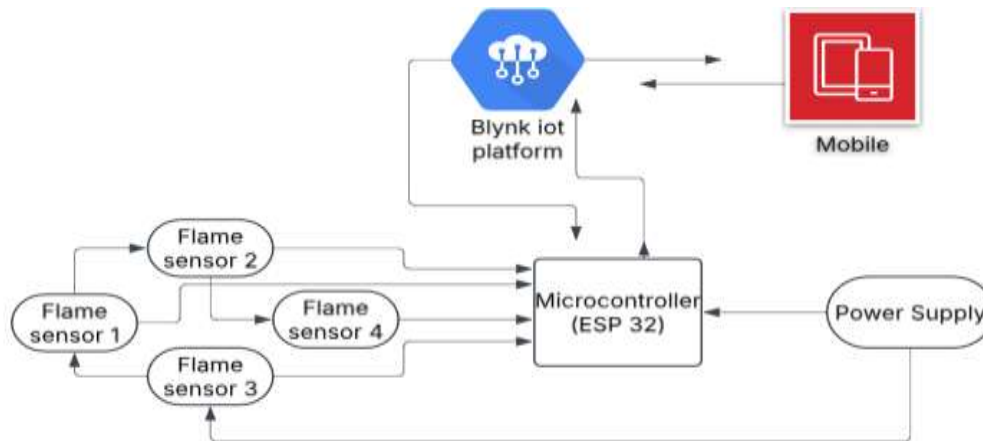 Blynk iot
platform
Mobile
Flame
sensor 2
Flame
sensor 1
Flame
sensor 4
Flame
sensor 3
Microcontroller
(ESP 32)
Power Supply